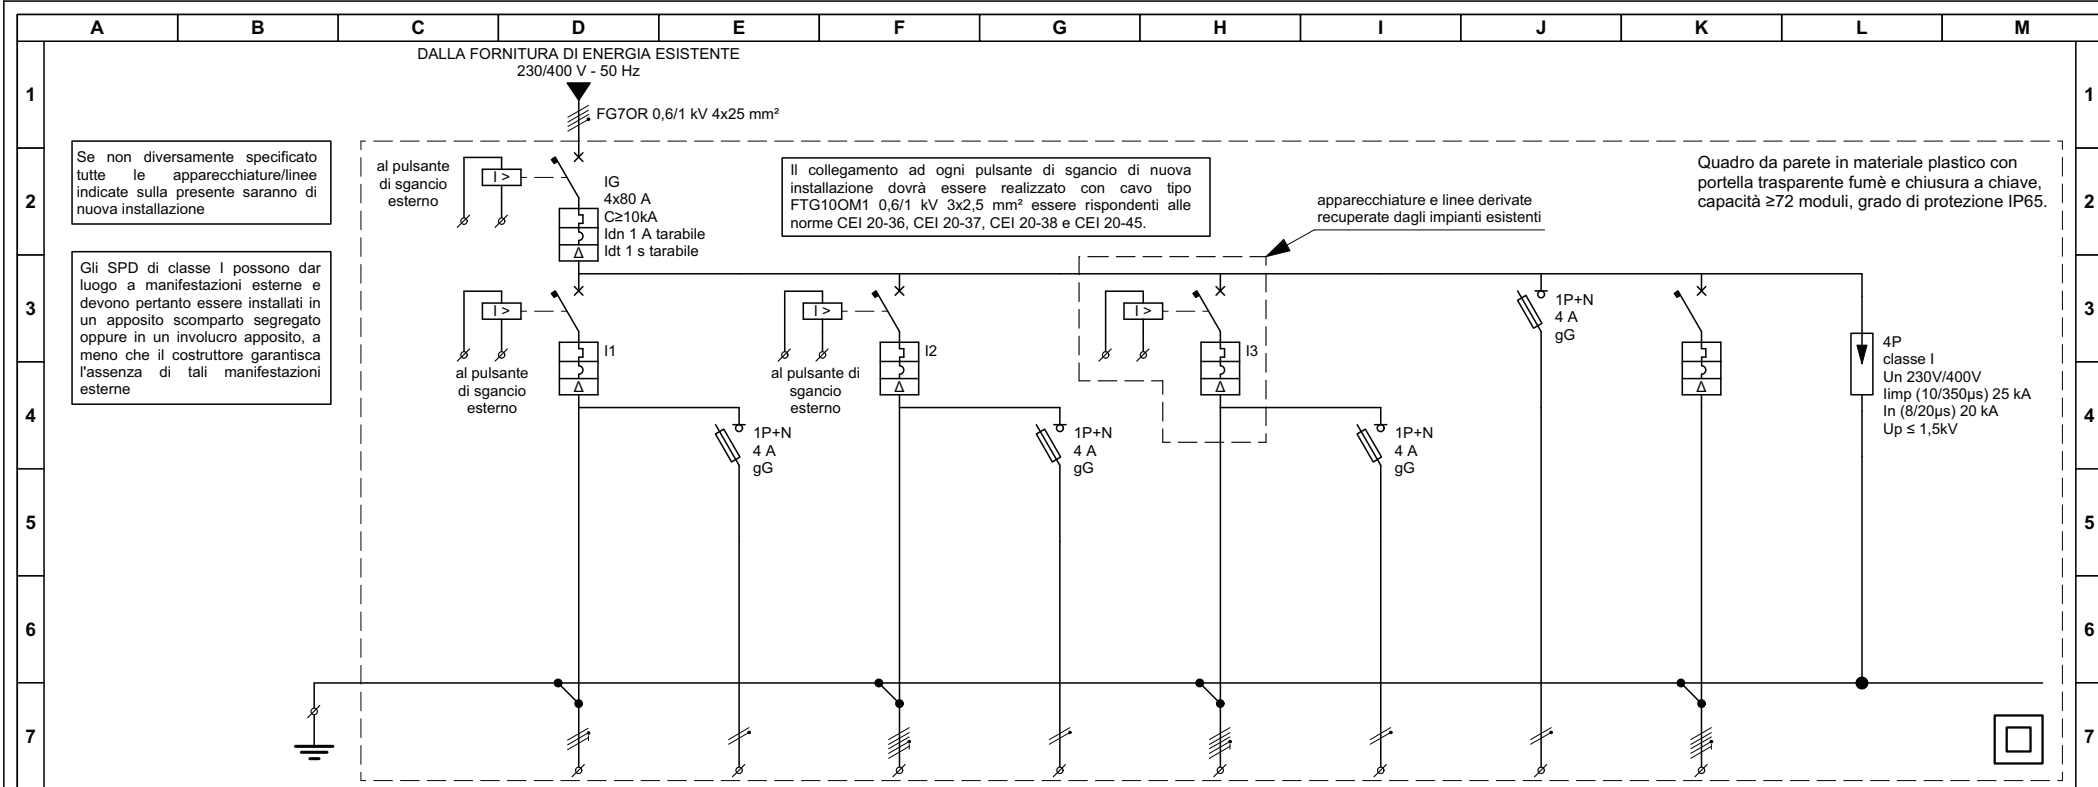 A B C D E F G H I J K L M
DALLA FORNITURA DI ENERGIA ESISTENTE
230/400 V - 50 Hz
1 1
FG7OR 0,6/1 kV 4x25 mm²
Se non diversamente specificato
tutte le apparecchiature/linee
indicate sulla presente saranno di
nuova installazione
al pulsante
di sgancio
esterno
I >
IG
4x80 A
C≥10kA
Idn 1 A tarabile
Idt 1 s tarabile
Δ
Il collegamento ad ogni pulsante di sgancio di nuova
installazione dovrà essere realizzato con cavo tipo
FTG10OM1 0,6/1 kV 3x2,5 mm² essere rispondenti alle
norme CEI 20-36, CEI 20-37, CEI 20-38 e CEI 20-45.
apparecchiature e linee derivate
recuperate dagli impianti esistenti
Quadro da parete in materiale plastico con
portella trasparente fumè e chiusura a chiave,
capacità ≥72 moduli, grado di protezione IP65.
2 2
Gli SPD di classe I possono dar
luogo a manifestazioni esterne e
devono pertanto essere installati in
un apposito scomparto segregato
oppure in un involucro apposito, a
meno che il costruttore garantisca
l'assenza di tali manifestazioni
esterne
3 3
I >
I1
Δ
al pulsante
di sgancio
esterno
I >
I2
Δ
al pulsante di
sgancio
esterno
I >
I3
Δ
1P+N
4 A
gG
Δ
4P
classe I
Un 230V/400V
Iimp (10/350µs) 25 kA
In (8/20µs) 20 kA
Up ≤ 1,5kV
4 4
1P+N
4 A
gG
1P+N
4 A
gG
1P+N
4 A
gG
5 5
6 6
7 7